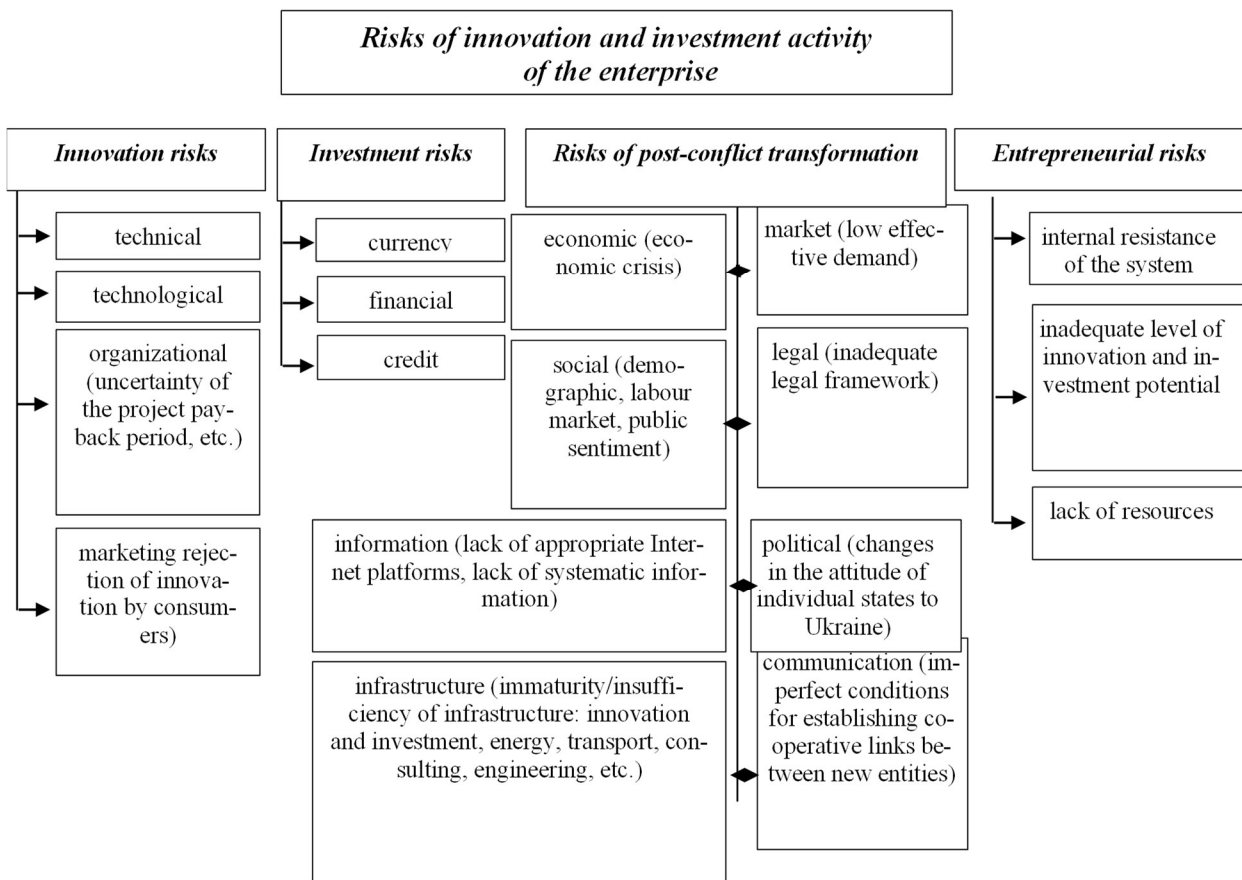 Risks of innovation and investment activity
of the enterprise
Innovation risks
technical
technological
organizational
(uncertainty of
the project pay-
back period, etc.)
marketing rejec-
tion of innova-
tion by consum-
ers)
Investment risks
currency
financial
credit
Risks of post-conflict transformation
economic (eco-
nomic crisis)
market (low effec-
tive demand)
social (demo-
graphic, labour
market, public
sentiment)
legal (inadequate
legal framework)
information (lack of appropriate Inter-
net platforms, lack of systematic infor-
mation)
political (changes
in the attitude of
individual states to
Ukraine)
infrastructure (immaturity/insuffi-
ciency of infrastructure: innovation
and investment, energy, transport, con-
sulting, engineering, etc.)
communication (im-
perfect conditions
for establishing co-
operative links be-
tween new entities)
Entrepreneurial risks
internal resistance
of the system
inadequate level of
innovation and in-
vestment potential
lack of resources